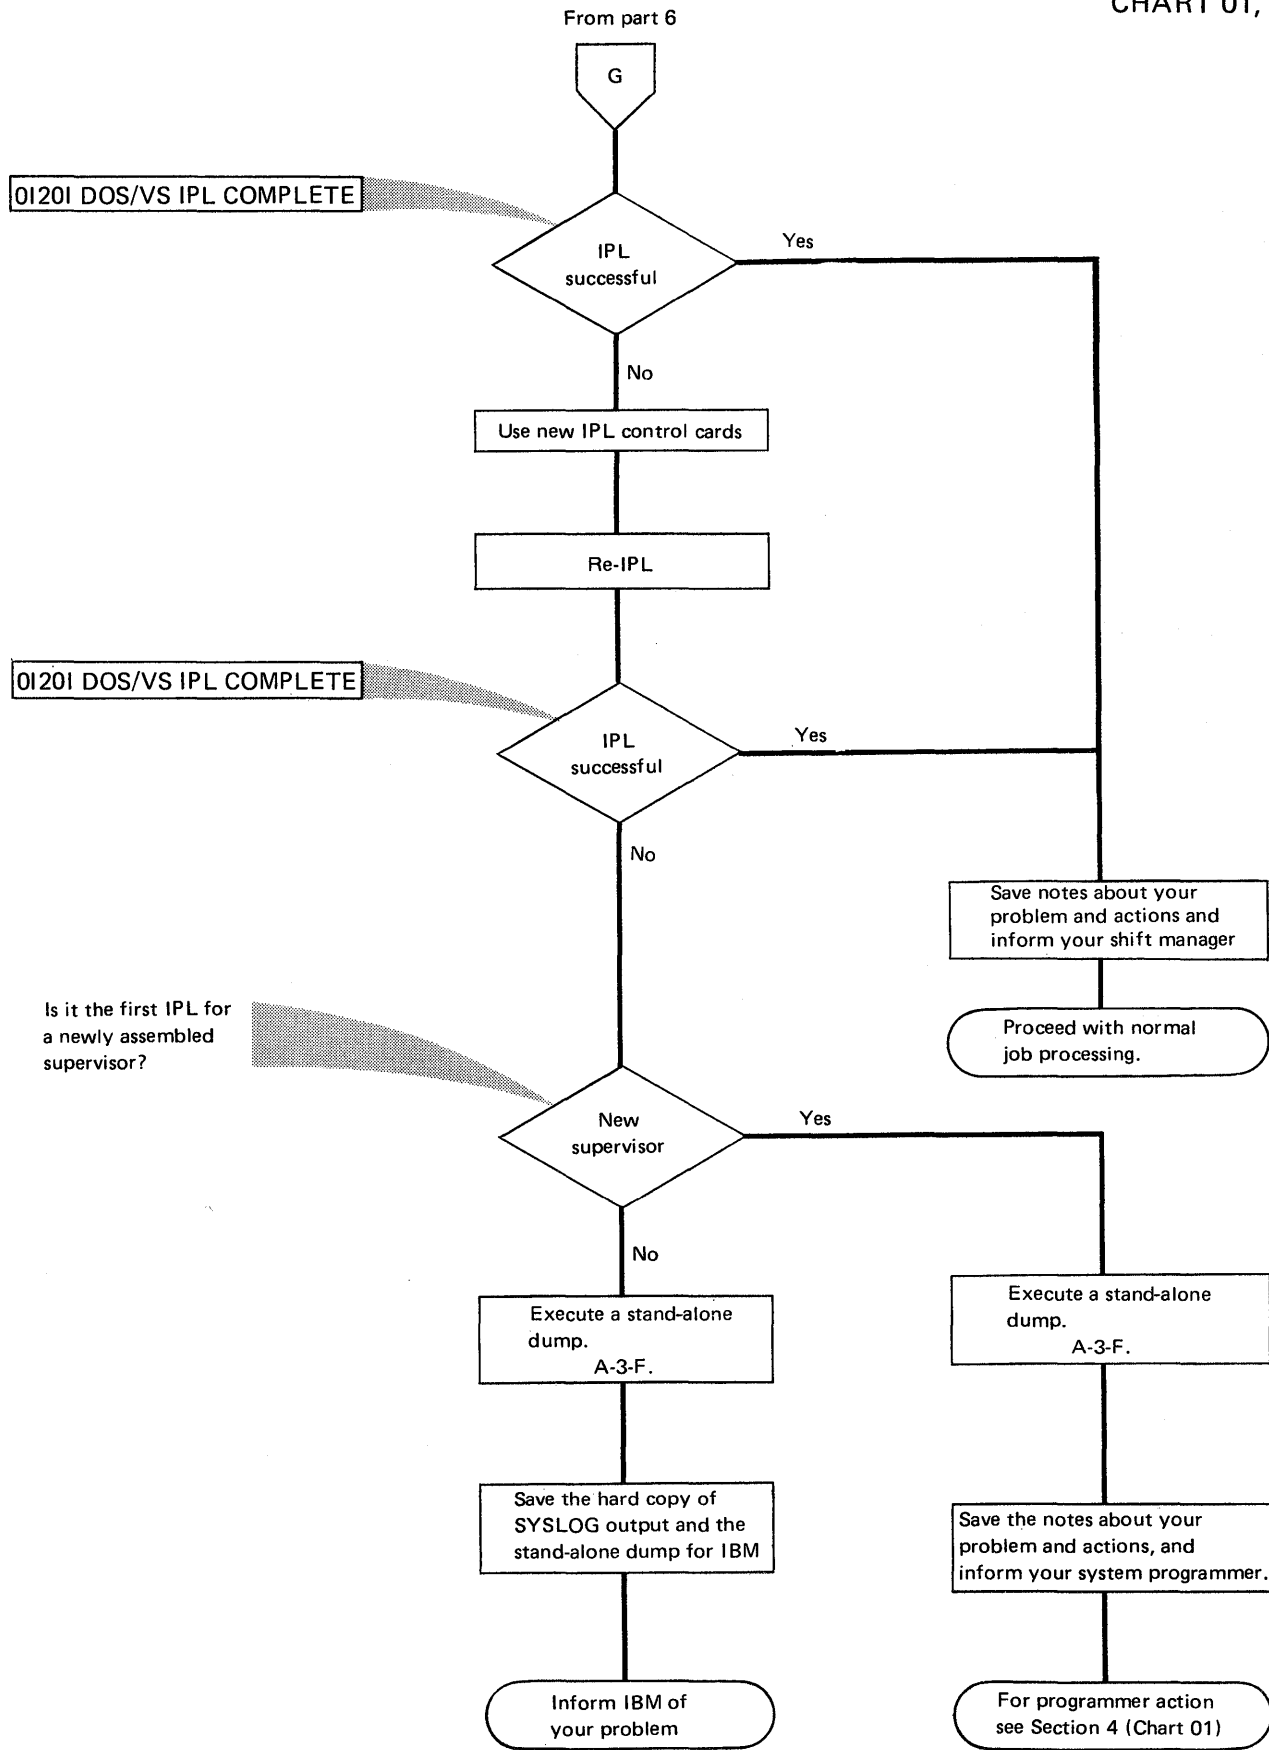 CHART 01,
From part 6
G
0I20I DOS/VS IPL COMPLETE
IPL
successful
Yes
No
Use new IPL control cards
Re-IPL
0I20I DOS/VS IPL COMPLETE
IPL
successful
Yes
No
Save notes about your
problem and actions and
inform your shift manager
Is it the first IPL for
a newly assembled
supervisor?
Proceed with normal
job processing.
New
supervisor
Yes
No
Execute a stand-alone
dump.
A-3-F.
Execute a stand-alone
dump.
A-3-F.
Save the hard copy of
SYSLOG output and the
stand-alone dump for IBM
Save the notes about your
problem and actions, and
inform your system programmer.
Inform IBM of
your problem
For programmer action
see Section 4 (Chart 01)